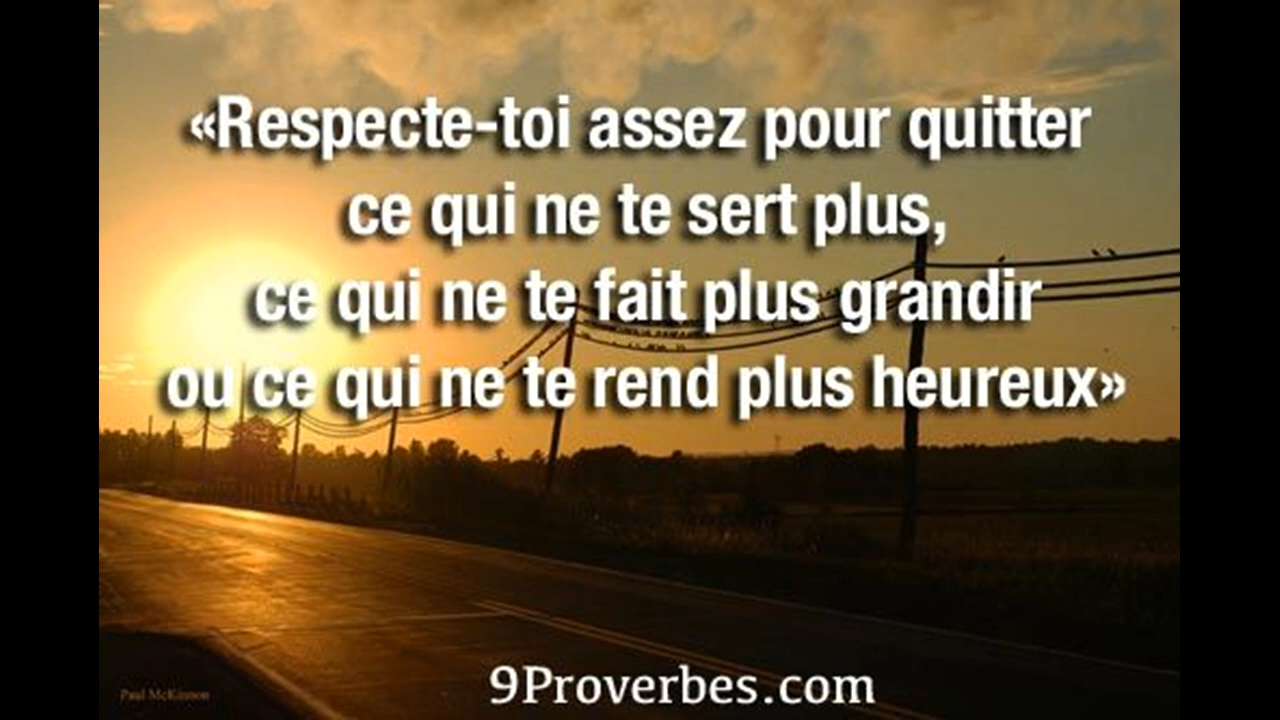 «Respecte-toi assez pour quitter
ce qui ne te sert plus,
ce qui ne te fait plus grandir
ou ce qui ne te rend plus heureux»
9Proverbes.com
Paul McKinnon